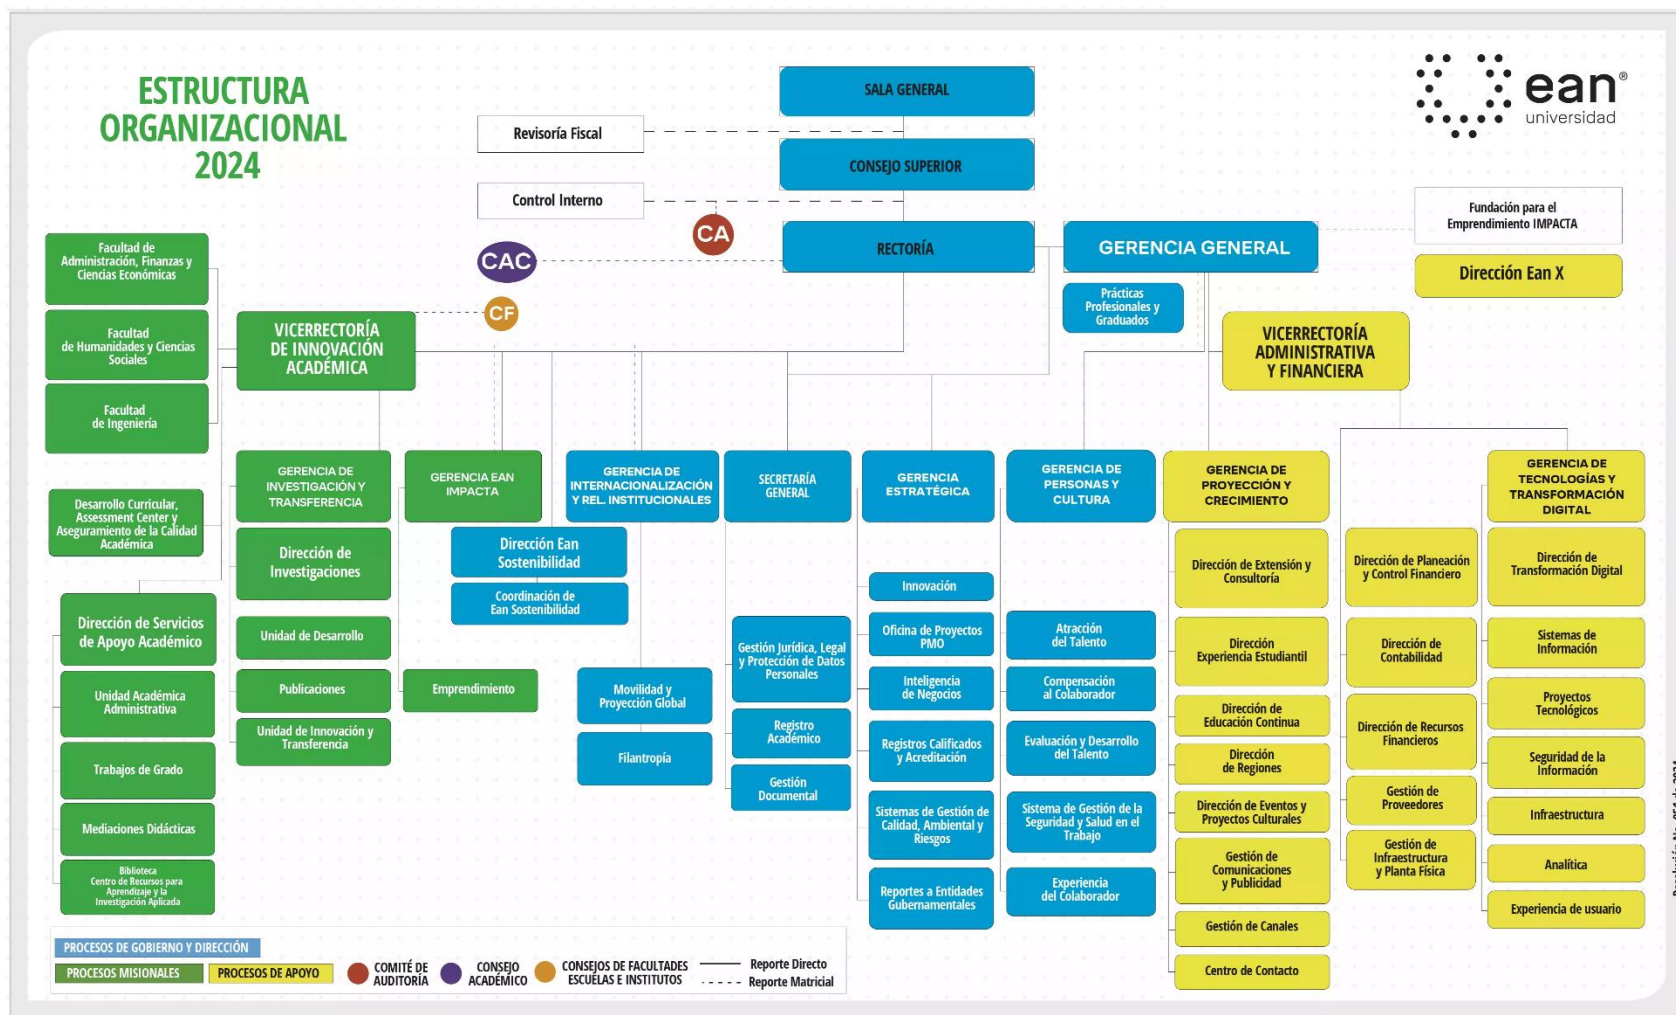 ESTRUCTURA
ORGANIZACIONAL
2024
ean®
universidad
SALA GENERAL
Revisoría Fiscal
CONSEJO SUPERIOR
Control Interno
CA
RECTORÍA
CAC
CF
GERENCIA GENERAL
Prácticas
Profesionales y
Graduados
Fundación para el
Emprendimiento IMPACTA
Dirección Ean X
VICERRECTORÍA
ADMINISTRATIVA
Y FINANCIERA
VICERRECTORÍA
DE INNOVACIÓN
ACADÉMICA
Facultad de
Administración, Finanzas y
Ciencias Económicas
Facultad
de Humanidades y Ciencias
Sociales
Facultad
de Ingeniería
Desarrollo Curricular,
Assessment Center y
Aseguramiento de la Calidad
Académica
Dirección de Servicios
de Apoyo Académico
Unidad Académica
Administrativa
Trabajos de Grado
Mediaciones Didácticas
Biblioteca
Centro de Recursos para
Aprendizaje y la
Investigación Aplicada
GERENCIA DE
INVESTIGACIÓN Y
TRANSFERENCIA
Dirección de
Investigaciones
Unidad de Desarrollo
Publicaciones
Unidad de Innovación y
Transferencia
GERENCIA EAN
IMPACTA
Emprendimiento
Dirección Ean
Sostenibilidad
Coordinación de
Ean Sostenibilidad
GERENCIA DE
INTERNACIONALIZACIÓN
Y REL. INSTITUCIONALES
Movilidad y
Proyección Global
Filantropía
SECRETARÍA
GENERAL
Gestión Jurídica, Legal
y Protección de Datos
Personales
Registro
Académico
Gestión
Documental
GERENCIA
ESTRATÉGICA
Innovación
Oficina de Proyectos
PMO
Inteligencia
de Negocios
Registros Calificados
y Acreditación
Sistemas de Gestión de
Calidad, Ambiental y
Riesgos
Reportes a Entidades
Gubernamentales
GERENCIA DE
PERSONAS Y
CULTURA
Atracción
del Talento
Compensación
al Colaborador
Evaluación y Desarrollo
del Talento
Sistema de Gestión de la
Seguridad y Salud en el
Trabajo
Experiencia
del Colaborador
GERENCIA DE
PROYECCIÓN Y
CRECIMIENTO
Dirección de Extensión y
Consultoría
Dirección
Experiencia Estudiantil
Dirección de
Educación Continua
Dirección
de Regiones
Dirección de Eventos y
Proyectos Culturales
Gestión de
Comunicaciones
y Publicidad
Gestión de Canales
Centro de Contacto
Dirección de Planeación
y Control Financiero
Dirección de
Contabilidad
Dirección de Recursos
Financieros
Gestión de
Proveedores
Gestión de
Infraestructura
y Planta Física
GERENCIA DE
TECNOLOGÍAS Y
TRANSFORMACIÓN
DIGITAL
Dirección de
Transformación Digital
Sistemas de
Información
Proyectos
Tecnológicos
Seguridad de la
Información
Infraestructura
Analítica
Experiencia de usuario
PROCESOS DE GOBIERNO Y DIRECCIÓN
PROCESOS MISIONALES
PROCESOS DE APOYO
COMITÉ DE
AUDITORÍA
CONSEJO
ACADÉMICO
CONSEJOS DE FACULTADES
ESCUELAS E INSTITUTOS
Reporte Directo
Reporte Matricial